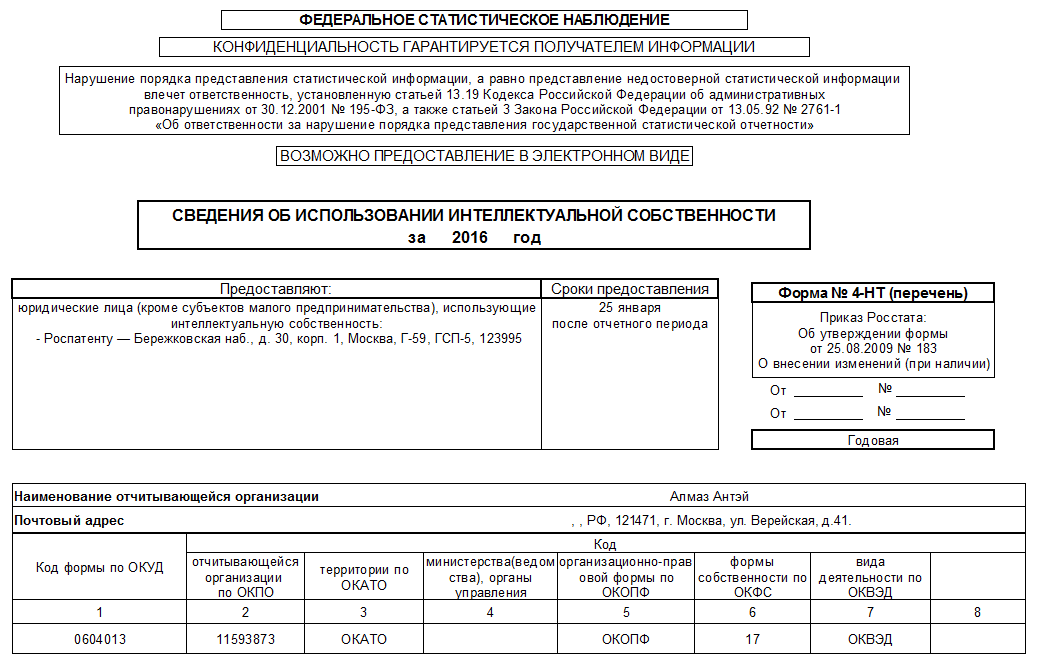 ФЕДЕРАЛЬНОЕ СТАТИСТИЧЕСКОЕ НАБЛЮДЕНИЕ
КОНФИДЕНЦИАЛЬНОСТЬ ГАРАНТИРУЕТСЯ ПОЛУЧАТЕЛЕМ ИНФОРМАЦИИ
Нарушение порядка представления статистической информации, а равно представление недостоверной статистической информации
влечет ответственность, установленную статьей 13.19 Кодекса Российской Федерации об административных
правонарушениях от 30.12.2001 № 195-ФЗ, а также статьей 3 Закона Российской Федерации от 13.05.92 № 2761-1
«Об ответственности за нарушение порядка представления государственной статистической отчетности»
ВОЗМОЖНО ПРЕДОСТАВЛЕНИЕ В ЭЛЕКТРОННОМ ВИДЕ
СВЕДЕНИЯ ОБ ИСПОЛЬЗОВАНИИ ИНТЕЛЛЕКТУАЛЬНОЙ СОБСТВЕННОСТИ
за 2016 год
Предоставляют:
Сроки предоставления
юридические лица (кроме субъектов малого предпринимательства), использующие
интеллектуальную собственность:
- Роспатенту — Бережковская наб., д. 30, корп. 1, Москва, Г-59, ГСП-5, 123995
25 января
после отчетного периода
Форма № 4-НТ (перечень)
Приказ Росстата:
Об утверждении формы
от 25.08.2009 № 183
О внесении изменений (при наличии)
От ________ № ________
От ________ № ________
Годовая
Наименование отчитывающейся организации Алмаз Антэй
Почтовый адрес , , РФ, 121471, г. Москва, ул. Верейская, д.41.
Код формы по ОКУД
Код
отчитывающейся
организации
по ОКПО
территории по
ОКАТО
министерства(ведом
ства), органы
управления
организационно-прав
овой формы по
ОКОПФ
формы
собственности по
ОКФС
вида
деятельности по
ОКВЭД
1 2 3 4 5 6 7 8
0604013 11593873 ОКАТО ОКОПФ 17 ОКВЭД